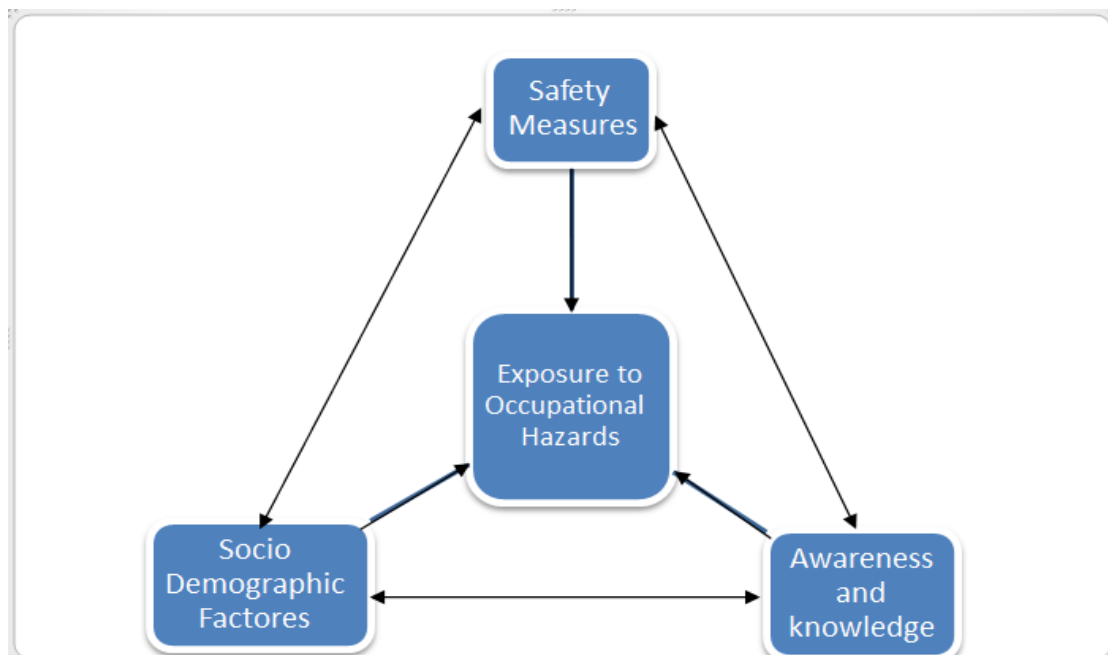 Safety
Measures
Exposure to
Occupational
Hazards
Socio
Demographic
Factores
Awareness
and
knowledge